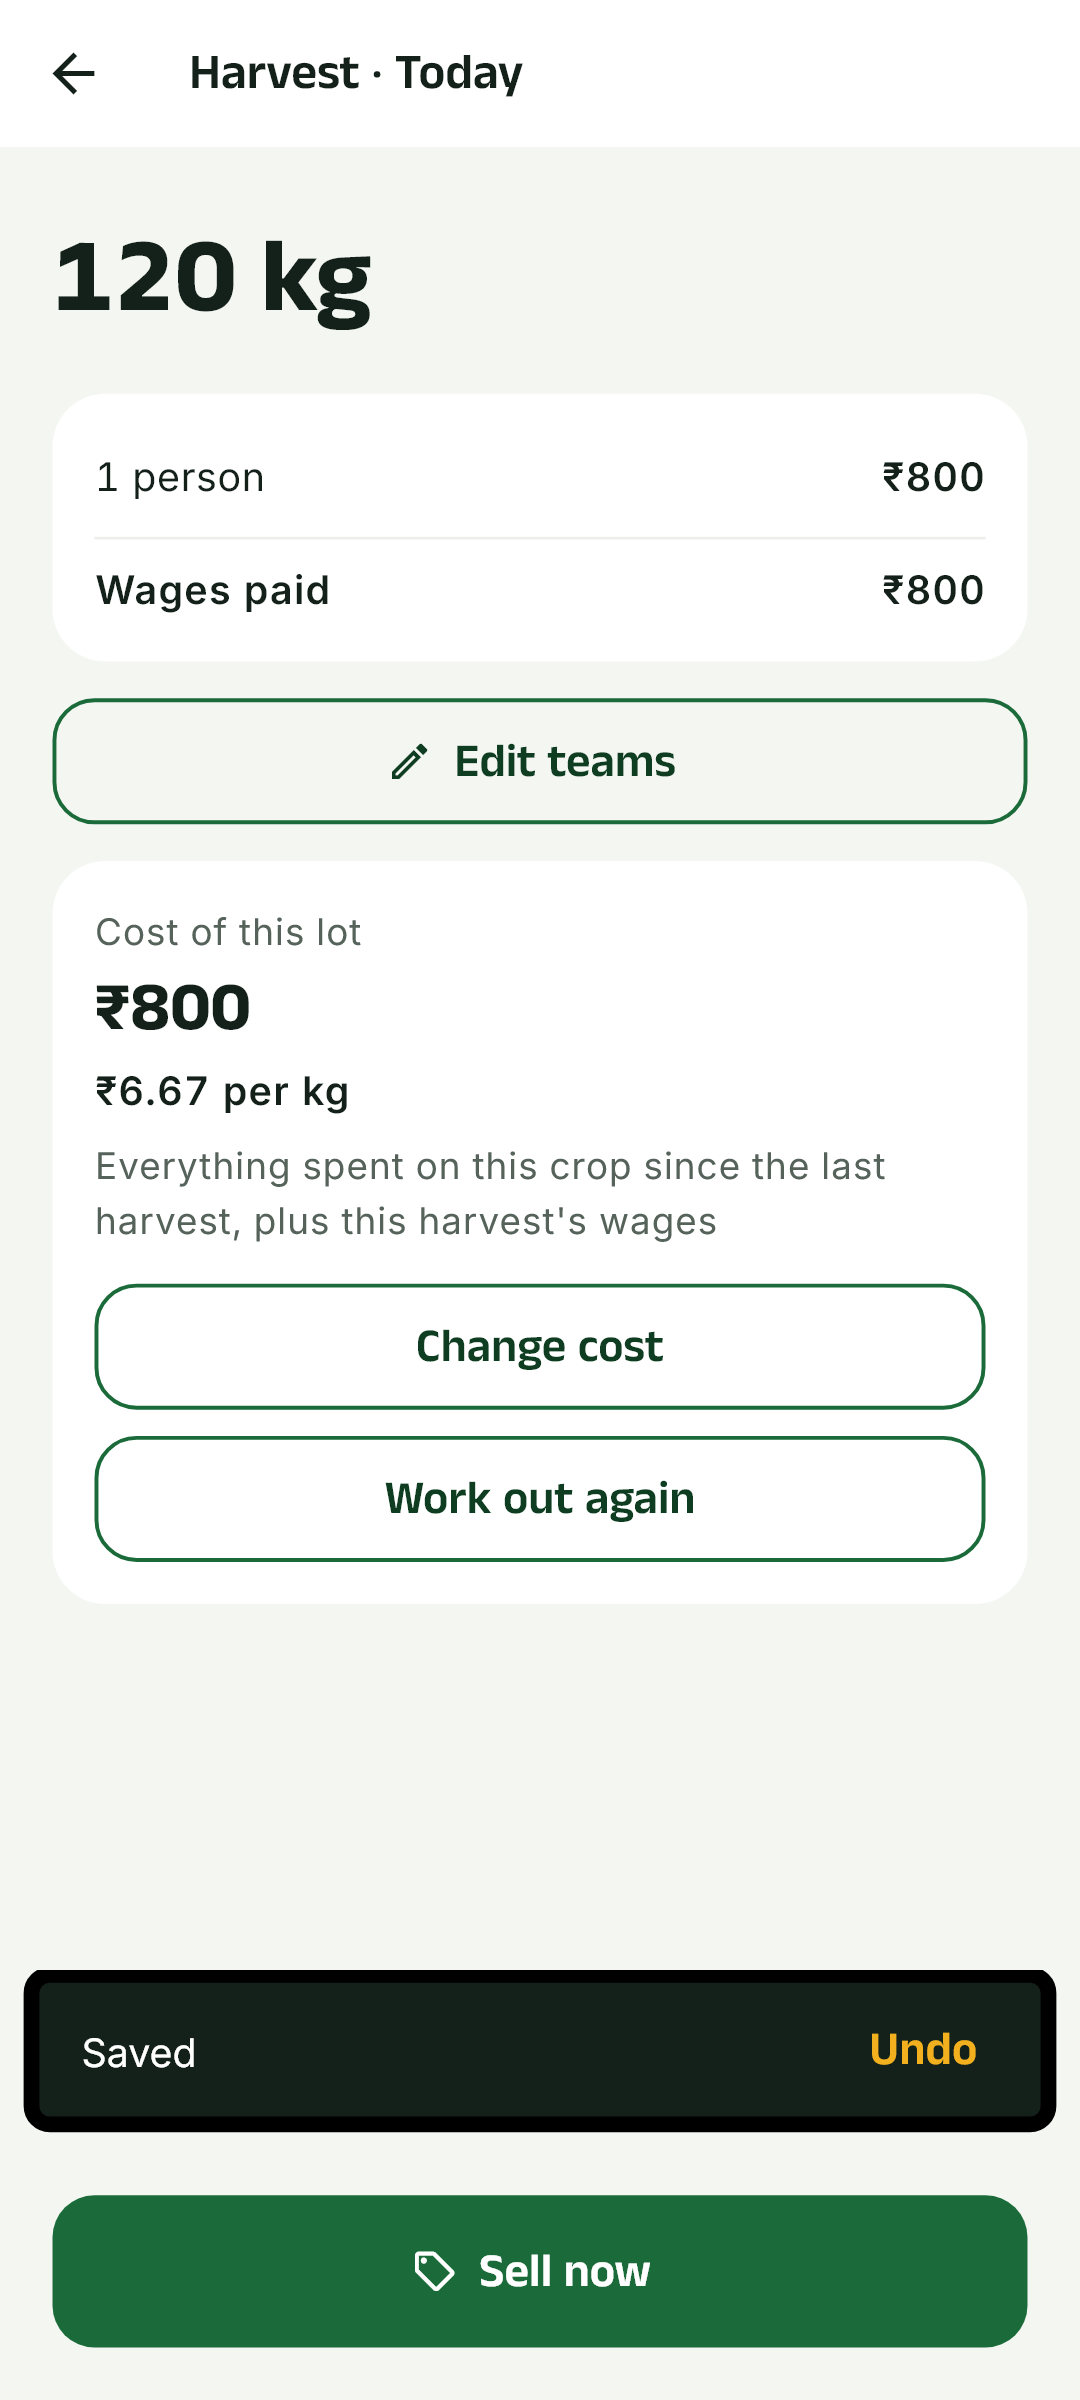 Harvest · Today
120 kg
1 person ₹800
Wages paid ₹800
Edit teams
Cost of this lot
₹800
₹6.67 per kg
Everything spent on this crop since the last
harvest, plus this harvest's wages
Change cost
Work out again
Saved Undo
Sell now